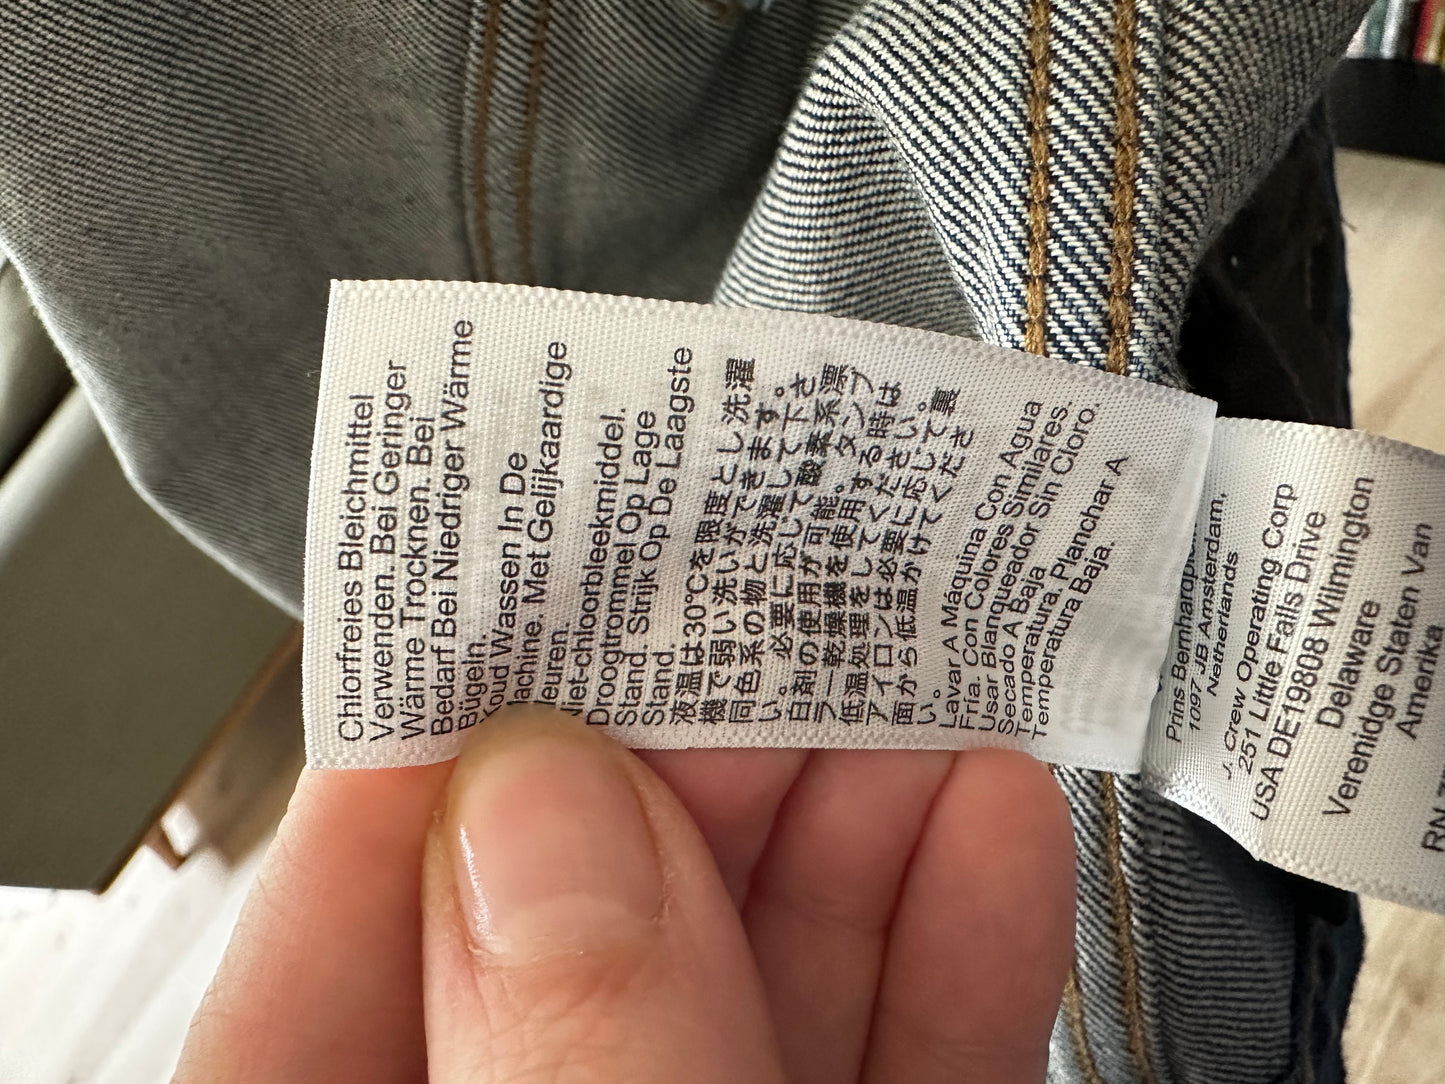 Chlorfreies Bleichmittel
Verwenden. Bei Geringer
Wärme Trocknen. Bei
Bedarf Bei Niedriger Wärme
Bügeln.
Koud Wassen In De
Machine. Met Gelijkaardige
Kleuren.
Niet-chloorbleekmiddel.
Droogtrommel Op Lage
Stand. Strijk Op De Laagste
Stand.
液温は30℃を限度とし洗濯
機で弱い洗いができます。
同色系の物と洗濯して下さ
い。必要に応じて酸素系漂
白剤の使用が可能。タンブ
ラー乾燥機を使用する時は
低温処理をしてください。
アイロンは必要に応じて裏
面から低温かけてくださ
い。
Lavar A Máquina Con Agua
Fría. Con Colores Similares.
Usar Blanqueador Sin Cloro.
Secado A Baja
Temperatura. Planchar A
Temperatura Baja.
Prins
1097 JB Amsterdam,
Netherlands
J. Crew Operating Corp
251 Little Falls Drive
USA DE19808 Wilmington
Delaware
Verenidge Staten Van
Amerika
RN